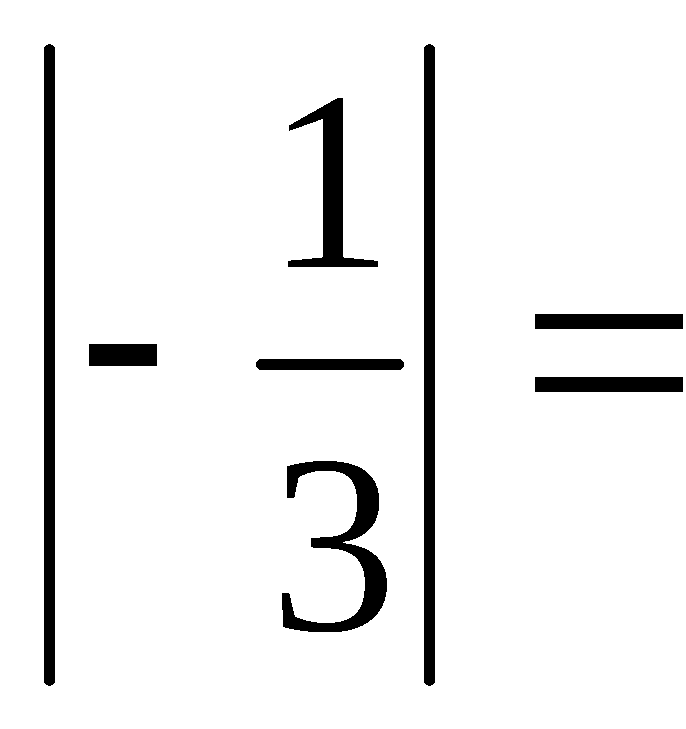 |-1/3| =